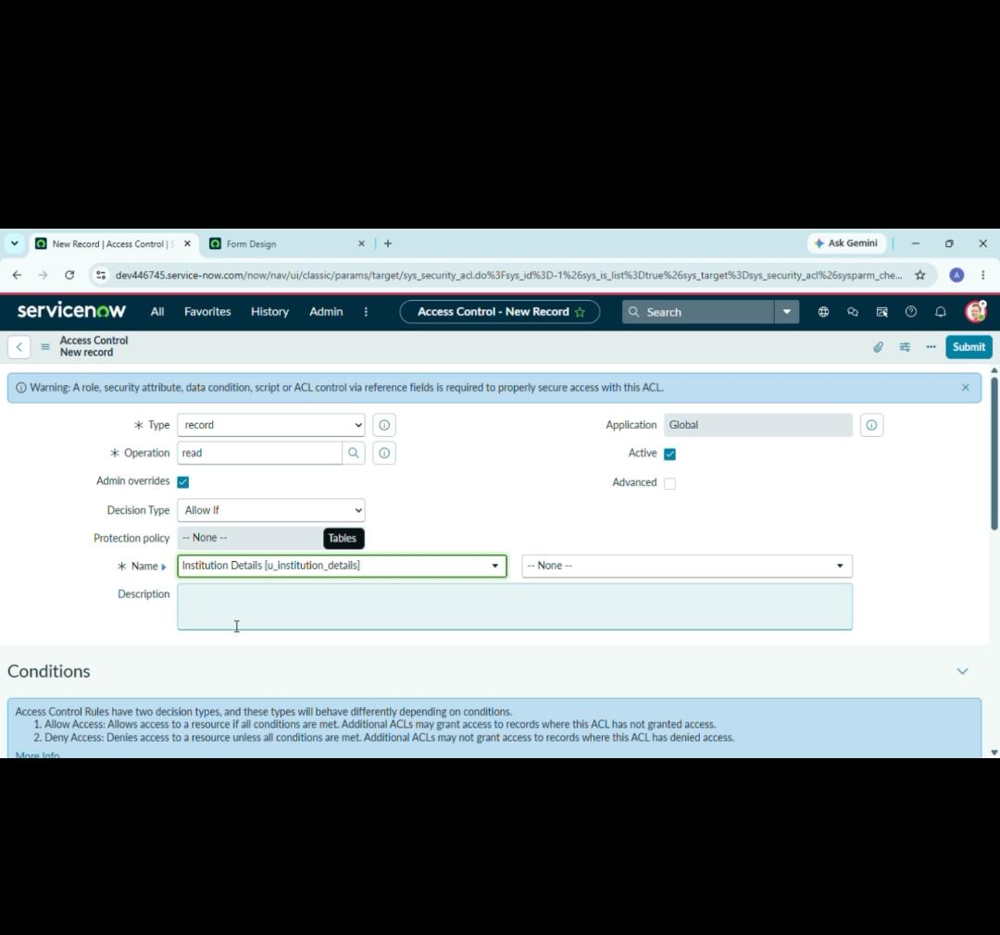 New Record | Access Control | S
Form Design
Ask Gemini
dev446745.service-now.com/now/nav/ui/classic/params/target/sys_security_acl.do%3Fsys_id%3D-1%26sys_is_list%3Dtrue%26sys_target%3Dsys_security_acl%26sysparm_che...
A
servicenow
All
Favorites
History
Admin
Access Control - New Record
Search
Access Control
New record
Submit
Warning: A role, security attribute, data condition, script or ACL control via reference fields is required to properly secure access with this ACL.
Type
record
Application
Global
Operation
read
Active
Admin overrides
Advanced
Decision Type
Allow If
Protection policy
-- None --
Tables
Name
Institution Details [u_institution_details]
-- None --
Description
Conditions
Access Control Rules have two decision types, and these types will behave differently depending on conditions.
1. Allow Access: Allows access to a resource if all conditions are met. Additional ACLs may grant access to records where this ACL has not granted access.
2. Deny Access: Denies access to a resource unless all conditions are met. Additional ACLs may not grant access to records where this ACL has denied access.
More Info